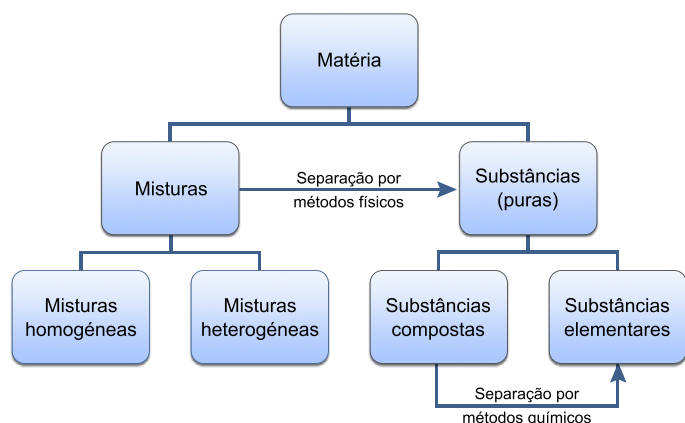 Matéria
Misturas
Separação por
métodos físicos
Substâncias
(puras)
Misturas
homogéneas
Misturas
heterogéneas
Substâncias
compostas
Substâncias
elementares
Separação por
métodos químicos